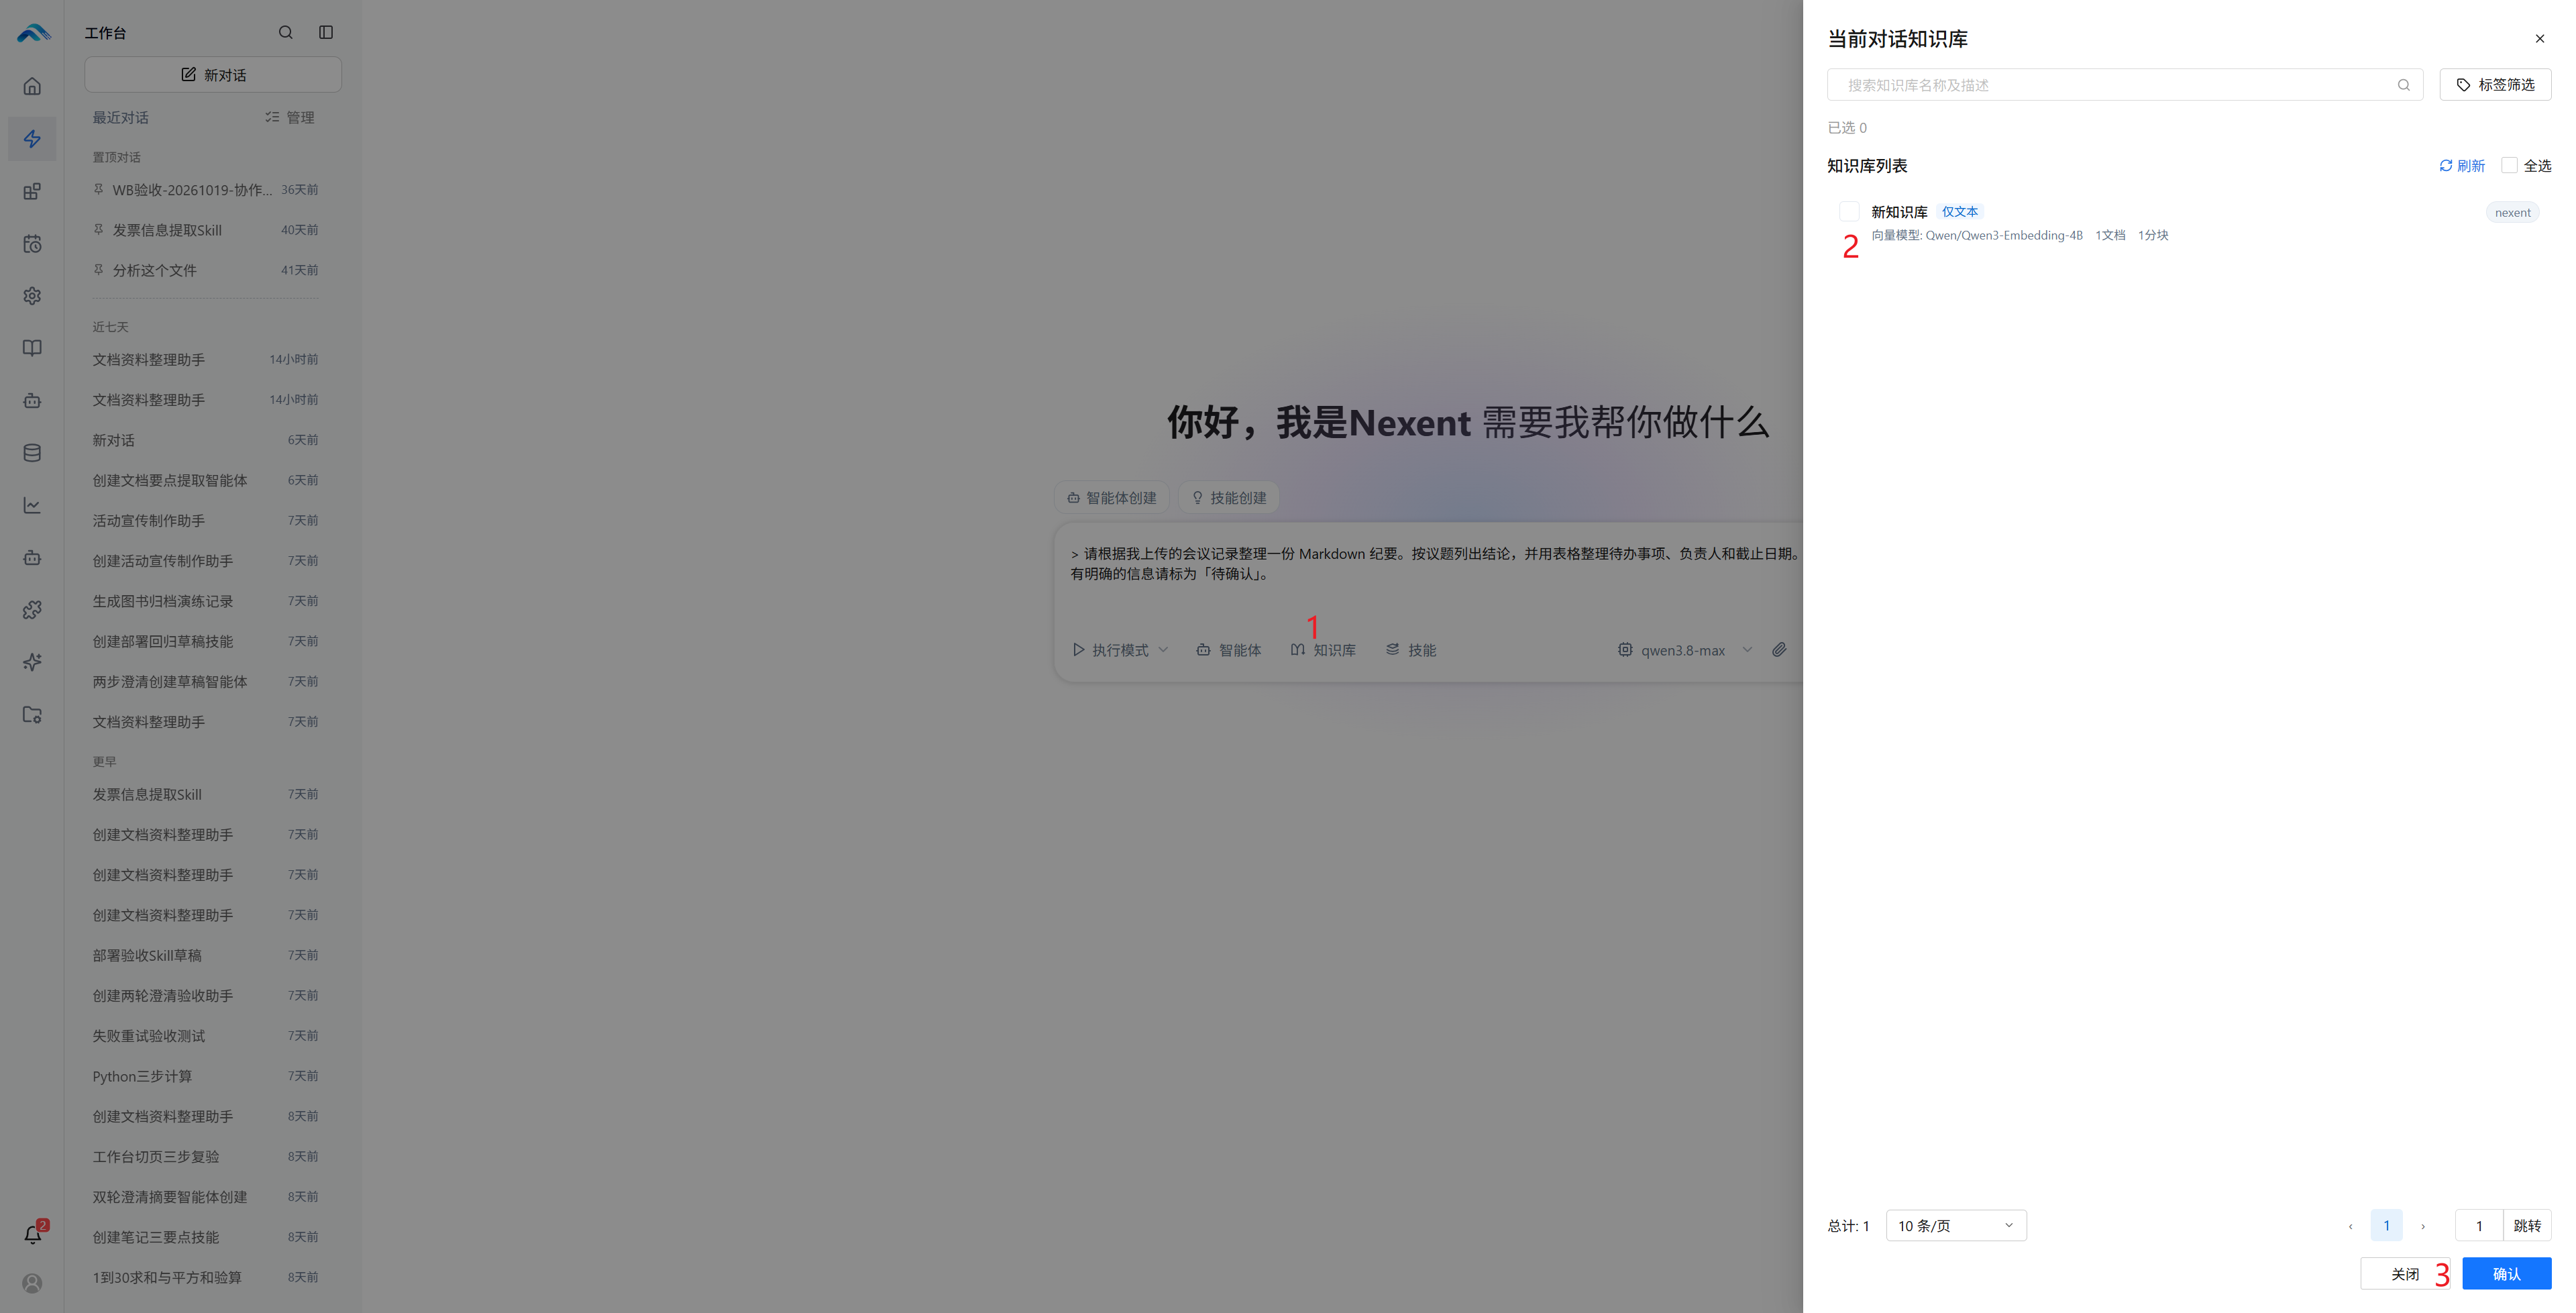 工作台
新对话
最近对话 管理
置顶对话
WB验收-20261019-协作... 36天前
发票信息提取Skill 40天前
分析这个文件 41天前
近七天
文档资料整理助手 14小时前
文档资料整理助手 14小时前
新对话 6天前
创建文档要点提取智能体 6天前
活动宣传制作助手 7天前
创建活动宣传制作助手 7天前
生成图书归档演练记录 7天前
创建部署回归草稿技能 7天前
两步澄清创建草稿智能体 7天前
文档资料整理助手 7天前
更早
发票信息提取Skill 7天前
创建文档资料整理助手 7天前
创建文档资料整理助手 7天前
创建文档资料整理助手 7天前
部署验收Skill草稿 7天前
创建两轮澄清验收助手 7天前
失败重试验收测试 7天前
Python三步计算 7天前
创建文档资料整理助手 8天前
工作台切页三步复验 8天前
双轮澄清摘要智能体创建 8天前
创建笔记三要点技能 8天前
1到30求和与平方和验算 8天前
2
你好，我是Nexent 需要我帮你做什么
智能体创建 技能创建
> 请根据我上传的会议记录整理一份 Markdown 纪要。按议题列出结论，并用表格整理待办事项、负责人和截止日期。
有明确的信息请标为「待确认」。
1
执行模式 智能体 知识库 技能 qwen3.8-max
当前对话知识库
搜索知识库名称及描述 标签筛选
已选 0
知识库列表 刷新 全选
新知识库 仅文本 nexent
向量模型: Qwen/Qwen3-Embedding-4B 1文档 1分块
2
总计: 1 10 条/页 ‹ 1 › 1 跳转
关闭 3 确认